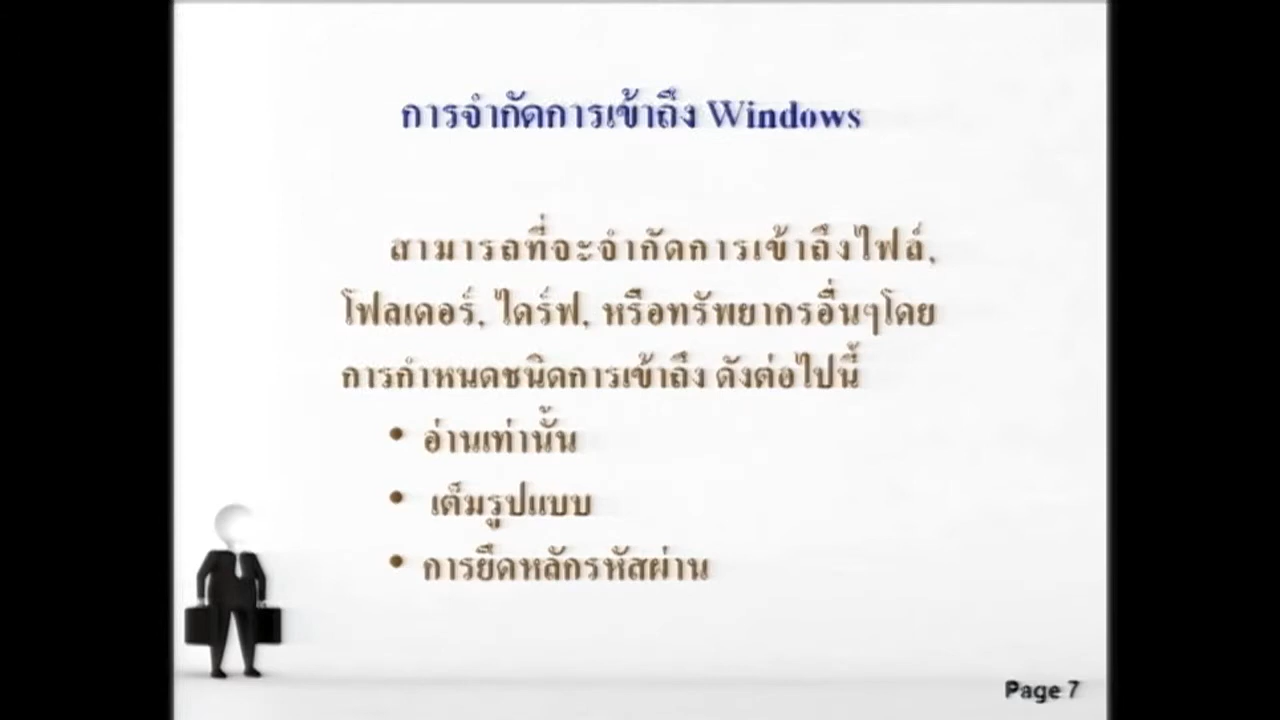 การจำกัดการเข้าถึง Windows
สามารถที่จะจำกัดการเข้าถึงไฟล์,
โฟลเดอร์, ไดร์ฟ, หรือทรัพยากรอื่นๆโดย
การกำหนดชนิดการเข้าถึง ดังต่อไปนี้
• อ่านเท่านั้น
• เต็มรูปแบบ
• การยึดหลักรหัสผ่าน
Page 7